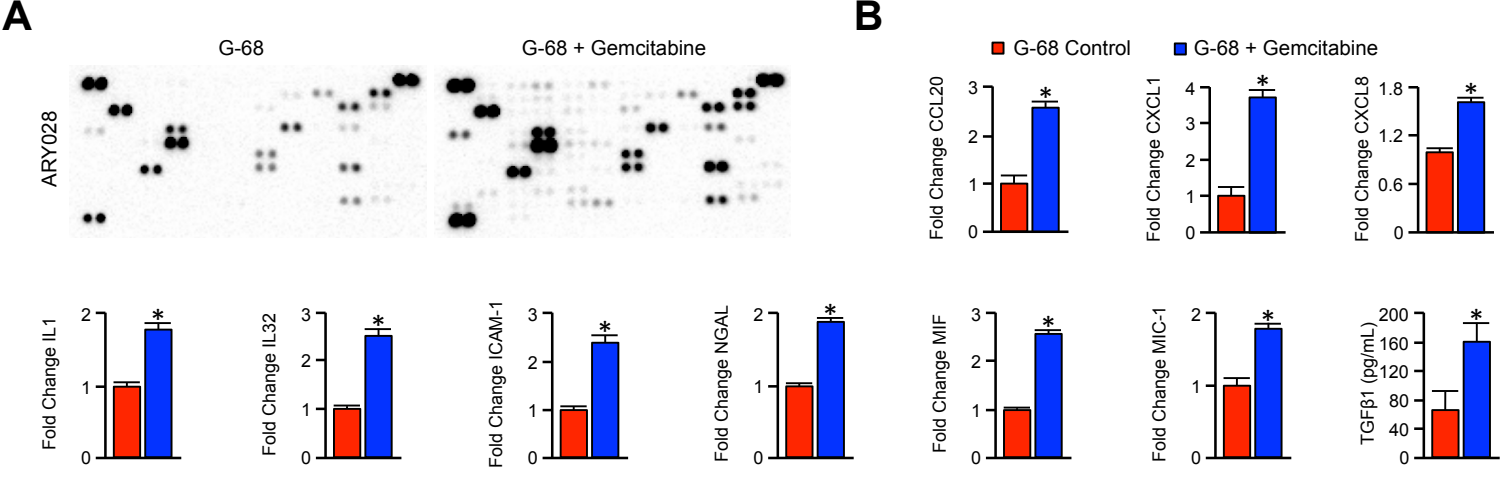 A
B
G-68
G-68 + Gemcitabine
G-68 Control
G-68 + Gemcitabine
ARY028
Fold Change CCL20
3
2
1
0
*
Fold Change CXCL1
4
3
2
1
0
*
Fold Change CXCL8
1.8
1.2
0.6
0
*
Fold Change IL1
2
1
0
*
Fold Change IL32
3
2
1
0
*
Fold Change ICAM-1
3
2
1
0
*
Fold Change NGAL
2
1
0
*
Fold Change MIF
3
2
1
0
*
Fold Change MIC-1
2
1
0
*
TGFβ1 (pg/mL)
200
160
120
80
40
0
*